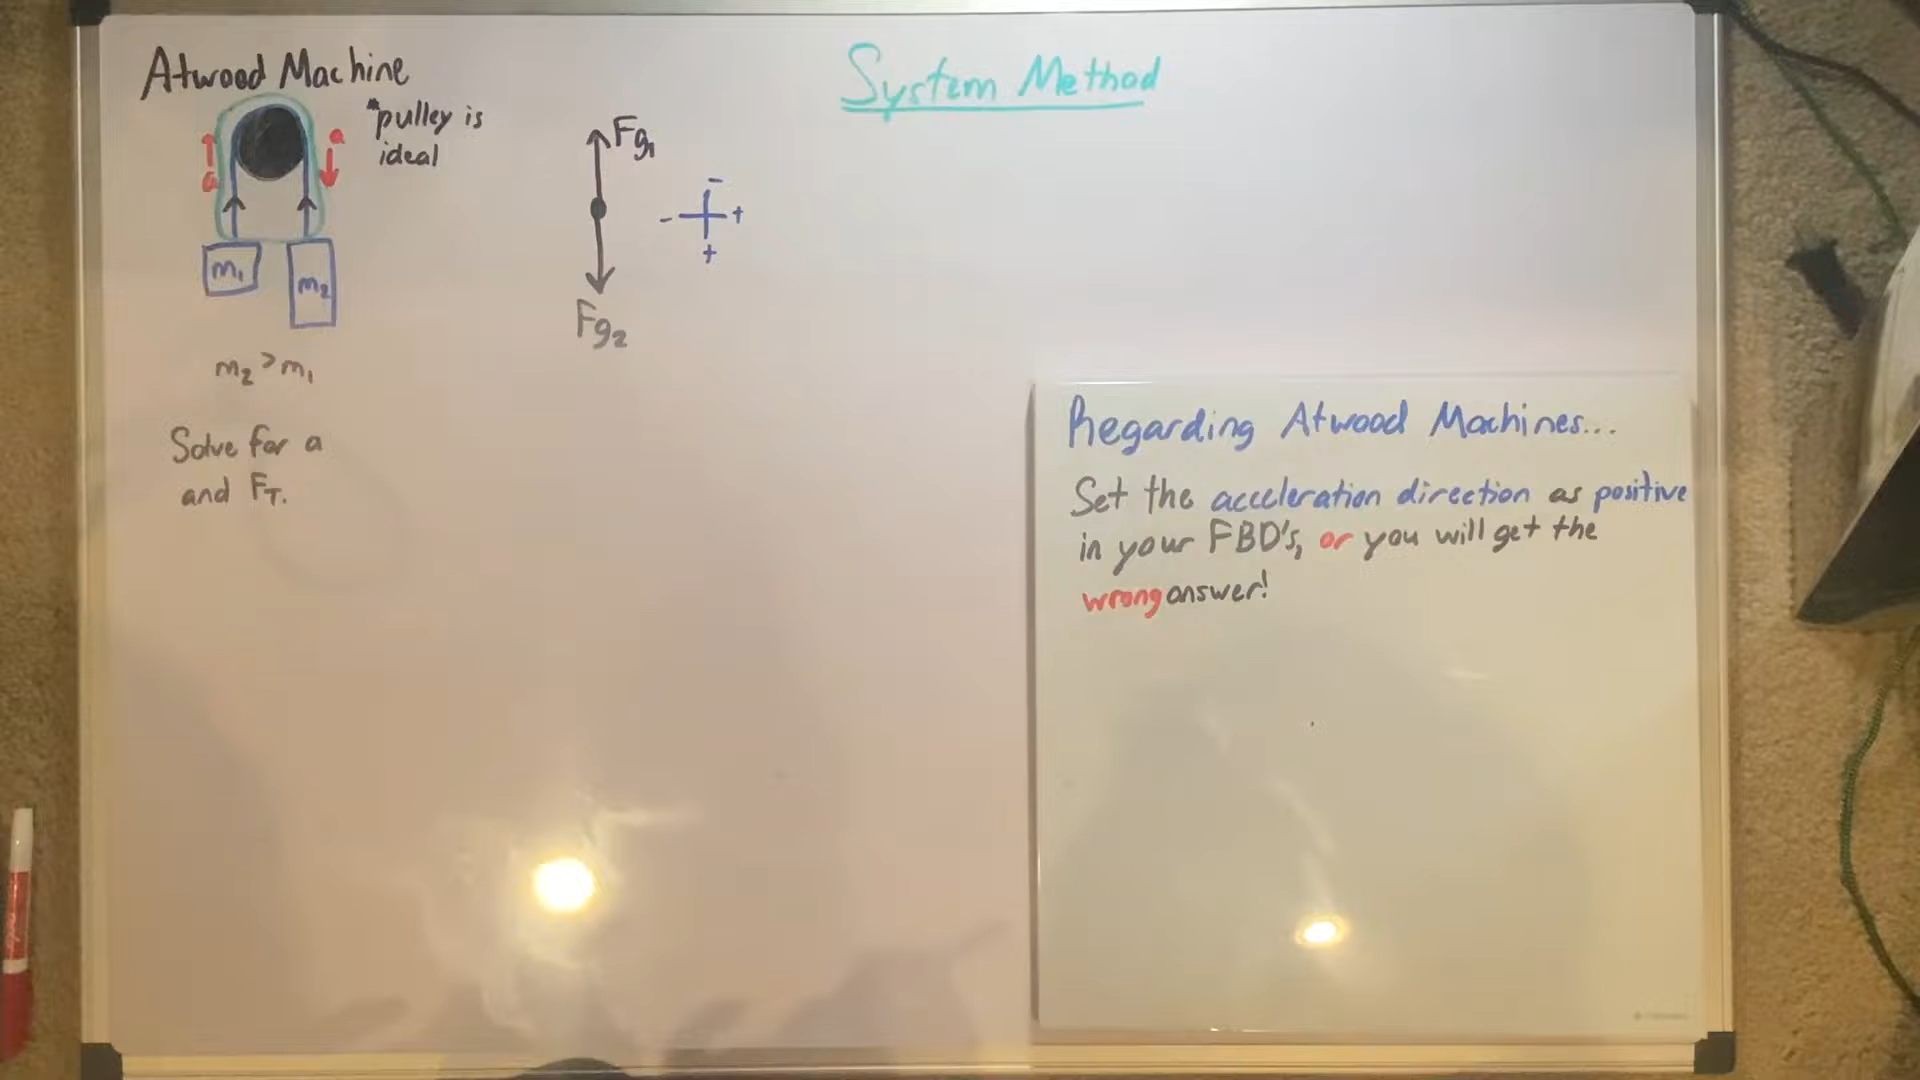 Atwood Machine
*pulley is
ideal
a
a
m₁
m₂
m₂ > m₁
Solve for a
and F_T.
Fg₁
Fg₂
-
- +
+
System Method
Regarding Atwood Machines...
Set the acceleration direction as positive
in your FBD's, or you will get the
wrong answer!